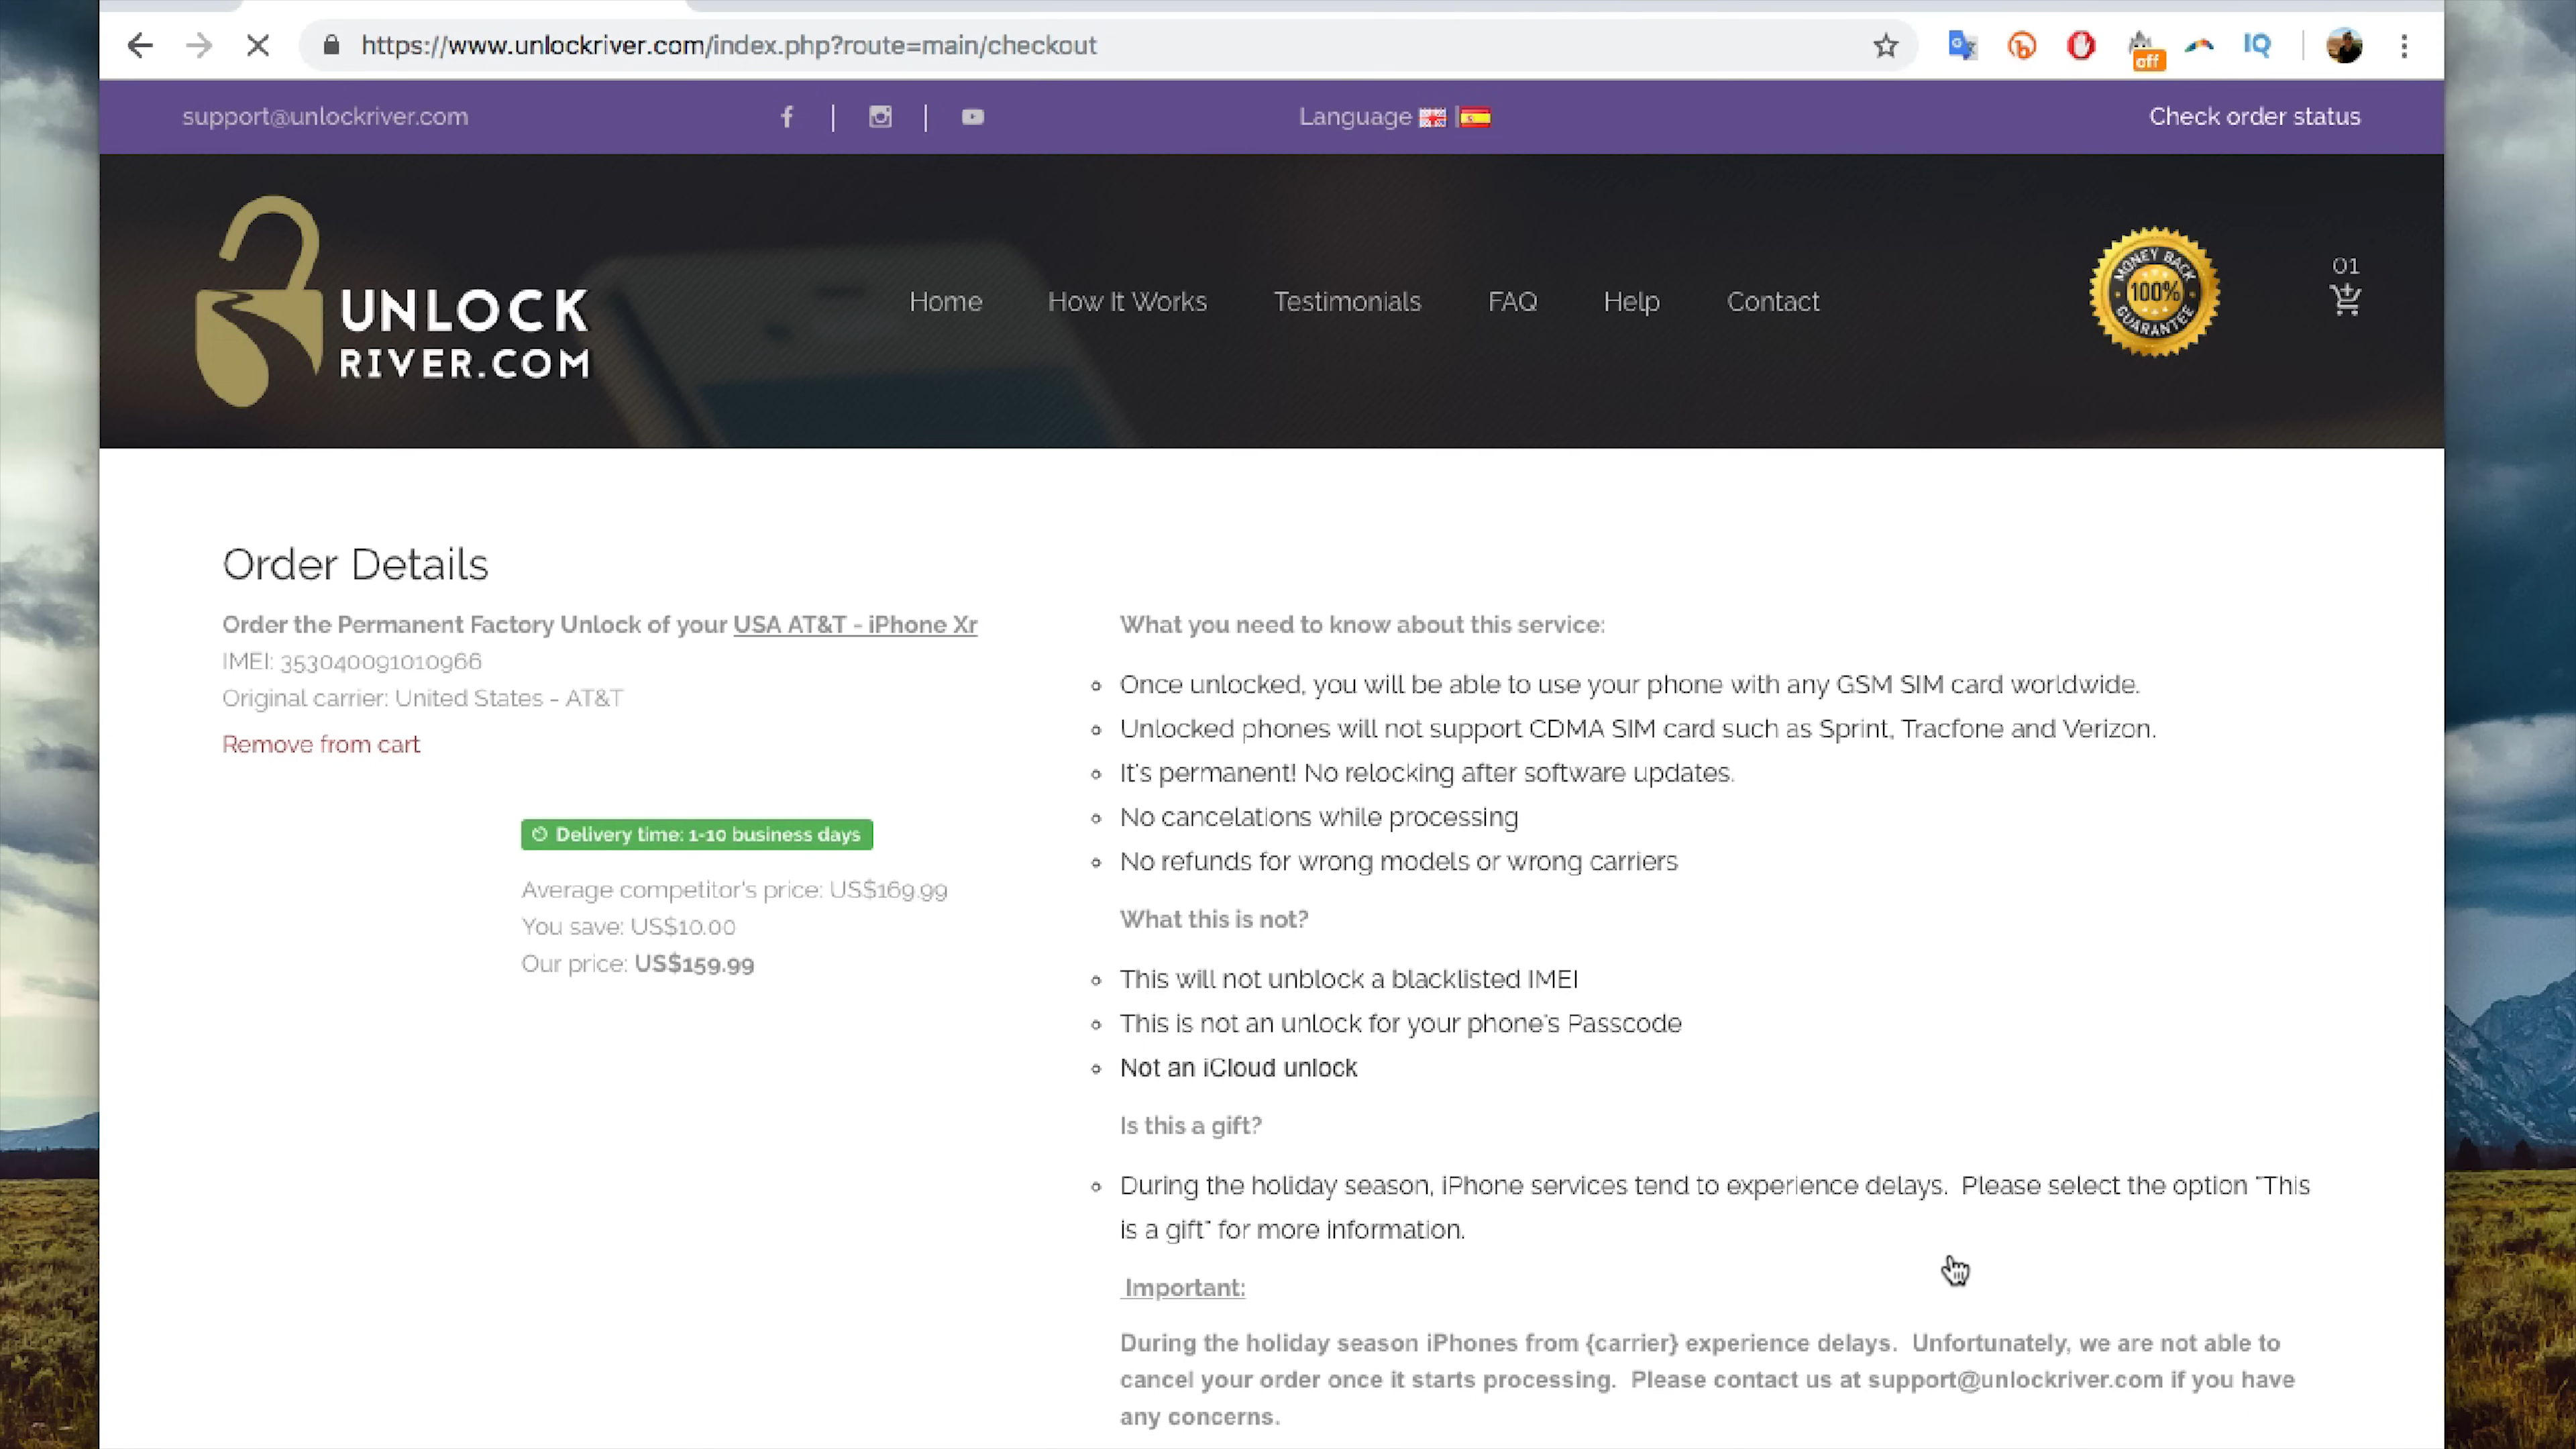 https://www.unlockriver.com/index.php?route=main/checkout
off
IQ
support@unlockriver.com
Language
Check order status
UNLOCK
RIVER.COM
Home
How It Works
Testimonials
FAQ
Help
Contact
MONEY BACK
100%
GUARANTEE
01
Order Details
Order the Permanent Factory Unlock of your USA AT&T - iPhone Xr
IMEI: 353040091010966
Original carrier: United States - AT&T
Remove from cart
Delivery time: 1-10 business days
Average competitor's price: US$169.99
You save: US$10.00
Our price: US$159.99
What you need to know about this service:
Once unlocked, you will be able to use your phone with any GSM SIM card worldwide.
Unlocked phones will not support CDMA SIM card such as Sprint, Tracfone and Verizon.
It's permanent! No relocking after software updates.
No cancelations while processing
No refunds for wrong models or wrong carriers
What this is not?
This will not unblock a blacklisted IMEI
This is not an unlock for your phone's Passcode
Not an iCloud unlock
Is this a gift?
During the holiday season, iPhone services tend to experience delays. Please select the option "This
is a gift" for more information.
Important:
During the holiday season iPhones from {carrier} experience delays. Unfortunately, we are not able to
cancel your order once it starts processing. Please contact us at support@unlockriver.com if you have
any concerns.